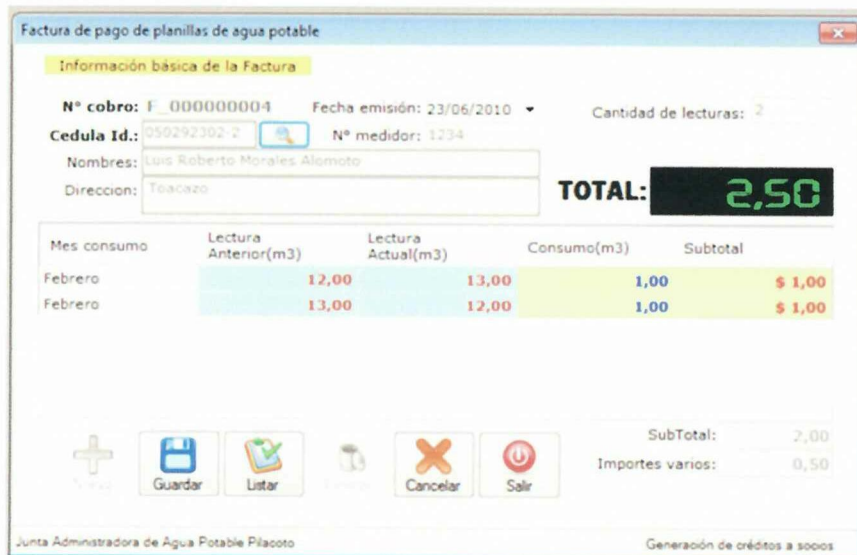 Factura de pago de planillas de agua potable
Información básica de la Factura
N° cobro: F_000000004 Fecha emisión: 23/06/2010 Cantidad de lecturas: 2
Cedula Id.: 050292302-2 N° medidor: 1234
Nombres: Luis Roberto Morales Alomoto
Direccion: Toacazo
TOTAL: 2,50
Mes consumo Lectura Anterior(m3) Lectura Actual(m3) Consumo(m3) Subtotal
Febrero 12,00 13,00 1,00 $ 1,00
Febrero 13,00 12,00 1,00 $ 1,00
SubTotal: 2,00
Importes varios: 0,50
Guardar Listar Cancelar Salir
Junta Administradora de Agua Potable Pilacoto Generación de créditos a socios